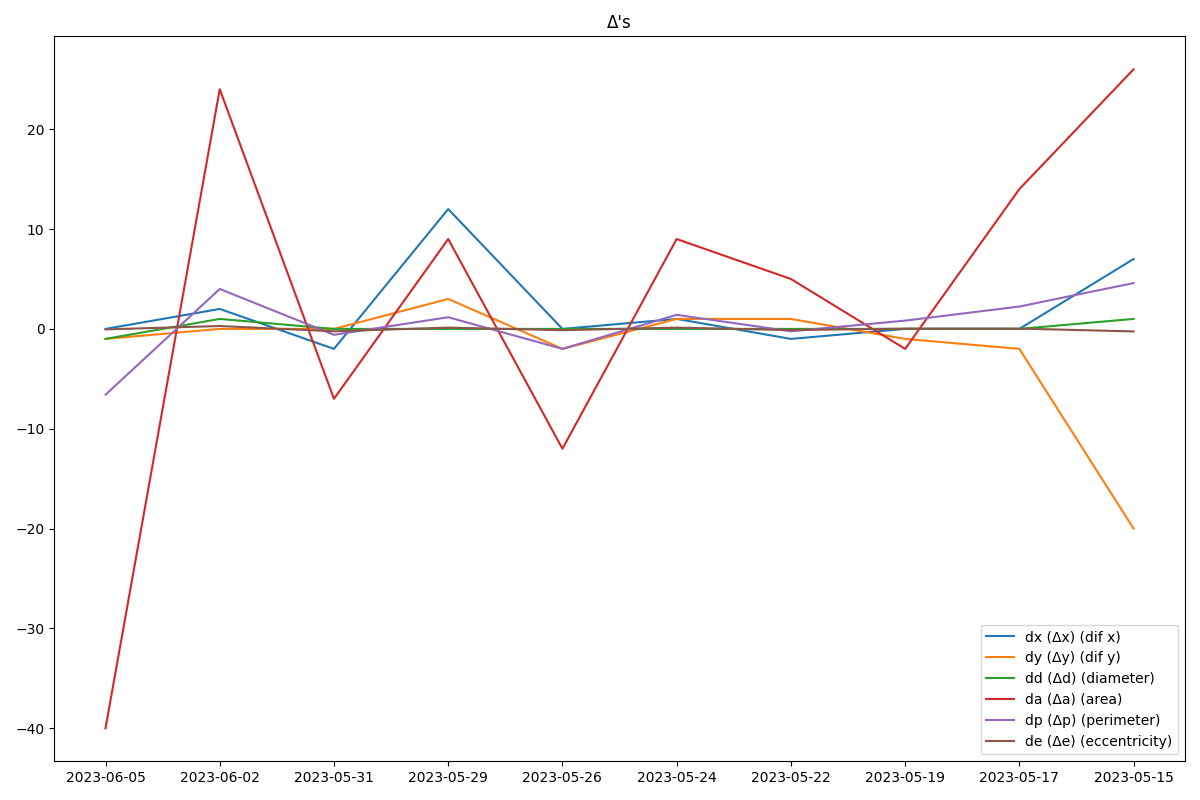 Δ's
20
10
0
−10
−20
−30
−40
dx (Δx) (dif x)
dy (Δy) (dif y)
dd (Δd) (diameter)
da (Δa) (area)
dp (Δp) (perimeter)
de (Δe) (eccentricity)
2023-06-05 2023-06-02 2023-05-31 2023-05-29 2023-05-26 2023-05-24 2023-05-22 2023-05-19 2023-05-17 2023-05-15